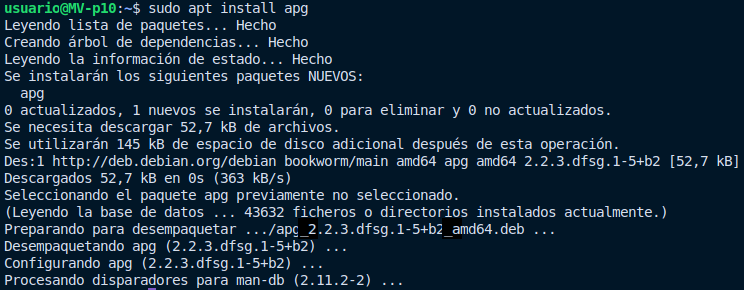 usuario@MV-p10:~$ sudo apt install apg
Leyendo lista de paquetes... Hecho
Creando árbol de dependencias... Hecho
Leyendo la información de estado... Hecho
Se instalarán los siguientes paquetes NUEVOS:
  apg
0 actualizados, 1 nuevos se instalarán, 0 para eliminar y 0 no actualizados.
Se necesita descargar 52,7 kB de archivos.
Se utilizarán 145 kB de espacio de disco adicional después de esta operación.
Des:1 http://deb.debian.org/debian bookworm/main amd64 apg amd64 2.2.3.dfsg.1-5+b2 [52,7 kB]
Descargados 52,7 kB en 0s (363 kB/s)
Seleccionando el paquete apg previamente no seleccionado.
(Leyendo la base de datos ... 43632 ficheros o directorios instalados actualmente.)
Preparando para desempaquetar .../apg_2.2.3.dfsg.1-5+b2_amd64.deb ...
Desempaquetando apg (2.2.3.dfsg.1-5+b2) ...
Configurando apg (2.2.3.dfsg.1-5+b2) ...
Procesando disparadores para man-db (2.11.2-2) ...